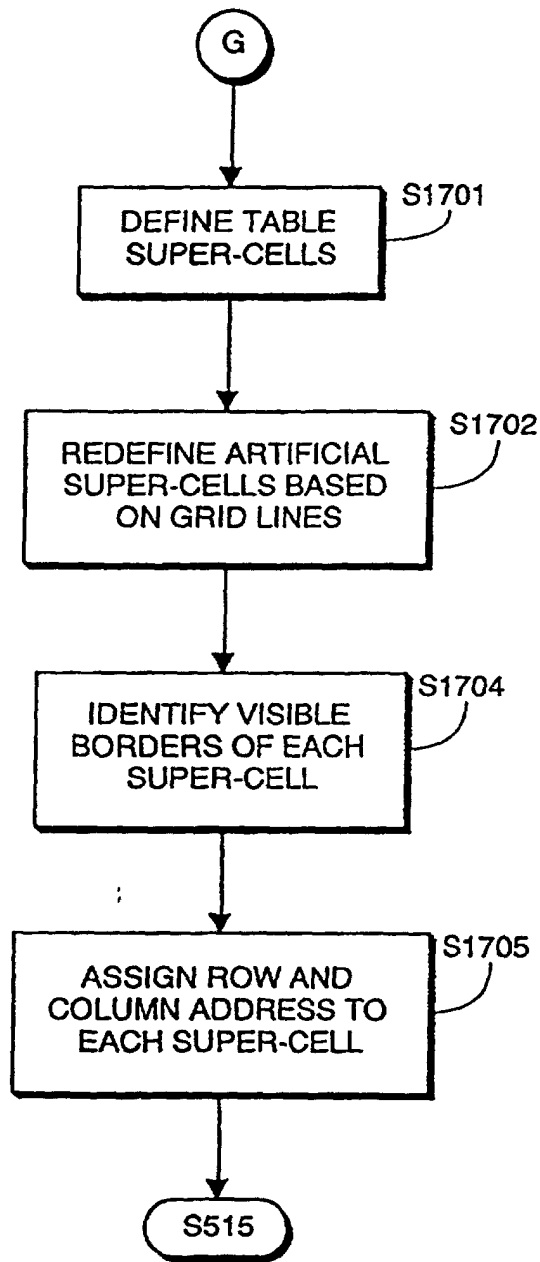 G
S1701
DEFINE TABLE
SUPER-CELLS
S1702
REDEFINE ARTIFICIAL
SUPER-CELLS BASED
ON GRID LINES
S1704
IDENTIFY VISIBLE
BORDERS OF EACH
SUPER-CELL
S1705
ASSIGN ROW AND
COLUMN ADDRESS TO
EACH SUPER-CELL
S515